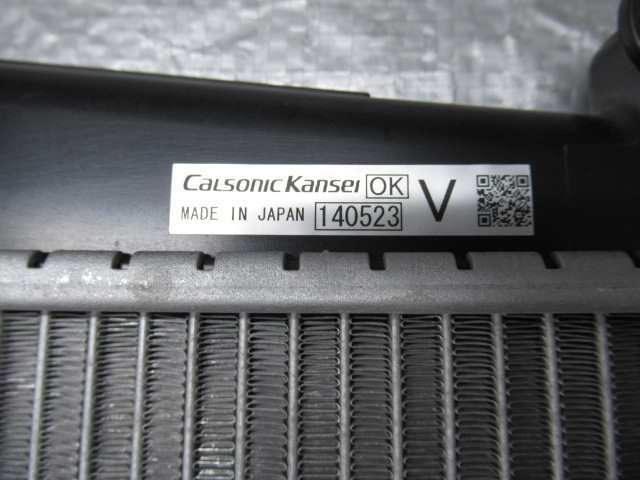 CalsonicKansei OK V
MADE IN JAPAN 140523